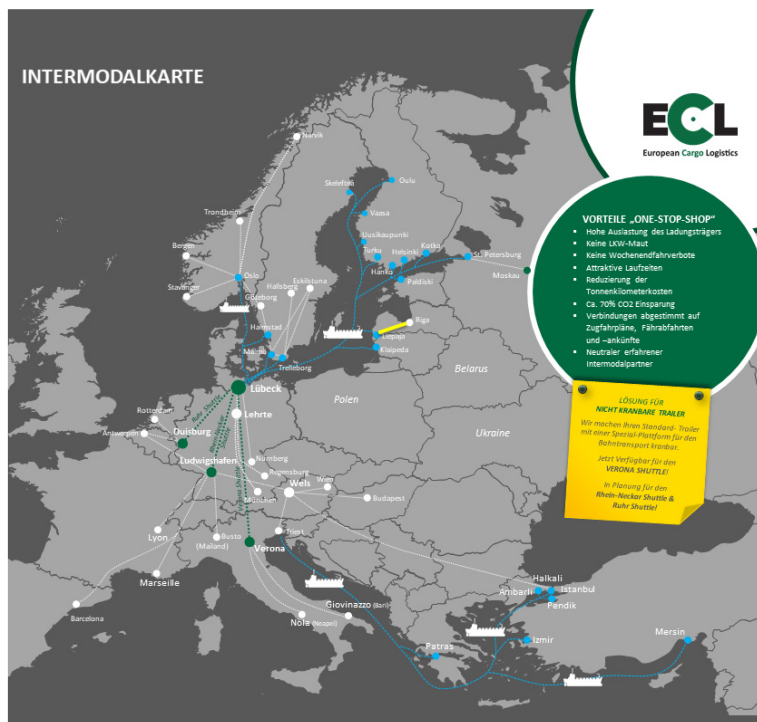 INTERMODALKARTE
ECL
European Cargo Logistics
VORTEILE „ONE-STOP-SHOP“
Hohe Auslastung des Ladungsträgers
Keine LKW-Maut
Keine Wochenendfahrverbote
Attraktive Laufzeiten
Reduzierung der
Tonnenkilometerkosten
Ca. 70% CO2 Einsparung
Verbindungen abgestimmt auf
Zugfahrpläne, Fährabfahrten
und –ankünfte
Neutraler erfahrener
Intermodalpartner
LÖSUNG FÜR
NICHT KRANBARE TRAILER
Wir machen Ihren Standard- Trailer
mit einer Spezial-Plattform für den
Bahntransport kranbar.
Jetzt Verfügbar für den
VERONA SHUTTLE!
In Planung für den
Rhein-Neckar Shuttle &
Ruhr Shuttle!
Narvik
Skelefteå
Oulu
Trondheim
Vaasa
Uusikaupunki
Bergen
Turku
Helsinki
Kotka
St. Petersburg
Oslo
Hallsberg
Eskilstuna
Hanko
Paldiski
Moskau
Stavanger
Göteborg
Halmstad
Riga
Liepaja
Malmö
Klaipeda
Trelleborg
Belarus
Lübeck
Polen
Rotterdam
Lehrte
Ruhr Shuttle
Antwerpen
Duisburg
Ukraine
Nürnberg
Ludwigshafen
Regensburg
Wien
Wels
München
Budapest
Lyon
Busto
(Mailand)
Triest
Verona
Marseille
Halkali
Ambarli
Istanbul
Pendik
Barcelona
Giovinazzo (Bari)
Nola (Neapel)
Patras
Izmir
Mersin